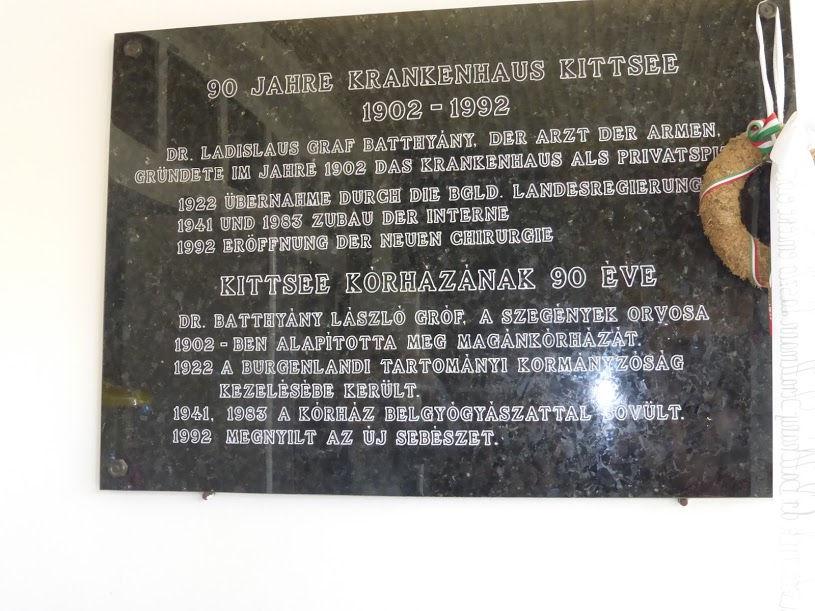 90 JAHRE KRANKENHAUS KITTSEE
1902 - 1992
DR. LADISLAUS GRAF BATTHYÁNY, DER ARZT DER ARMEN,
GRÜNDETE IM JAHRE 1902 DAS KRANKENHAUS ALS
1922 ÜBERNAHME DURCH DIE BGLD. LANDESREGIERUNG
1941 UND 1983 ZUBAU DER INTERNE
1992 ERÖFFNUNG DER NEUEN CHIRURGIE
KITTSEE KÓRHÁZÁNAK 90 ÉVE
DR. BATTHYÁNY LÁSZLÓ GRÓF, A SZEGÉNYEK ORVOSA
1902 - BEN ALAPÍTOTTA MEG MAGÁNKÓRHÁZÁT.
1922 A BURGENLANDI TARTOMÁNYI KORMÁNYZÓSÁG
KEZELÉSÉBE KERÜLT.
1941, 1983 A KÓRHÁZ BELGYÓGYÁSZATTAL BŐVÜLT.
1992 MEGNYILT AZ ÚJ SEBÉSZET.